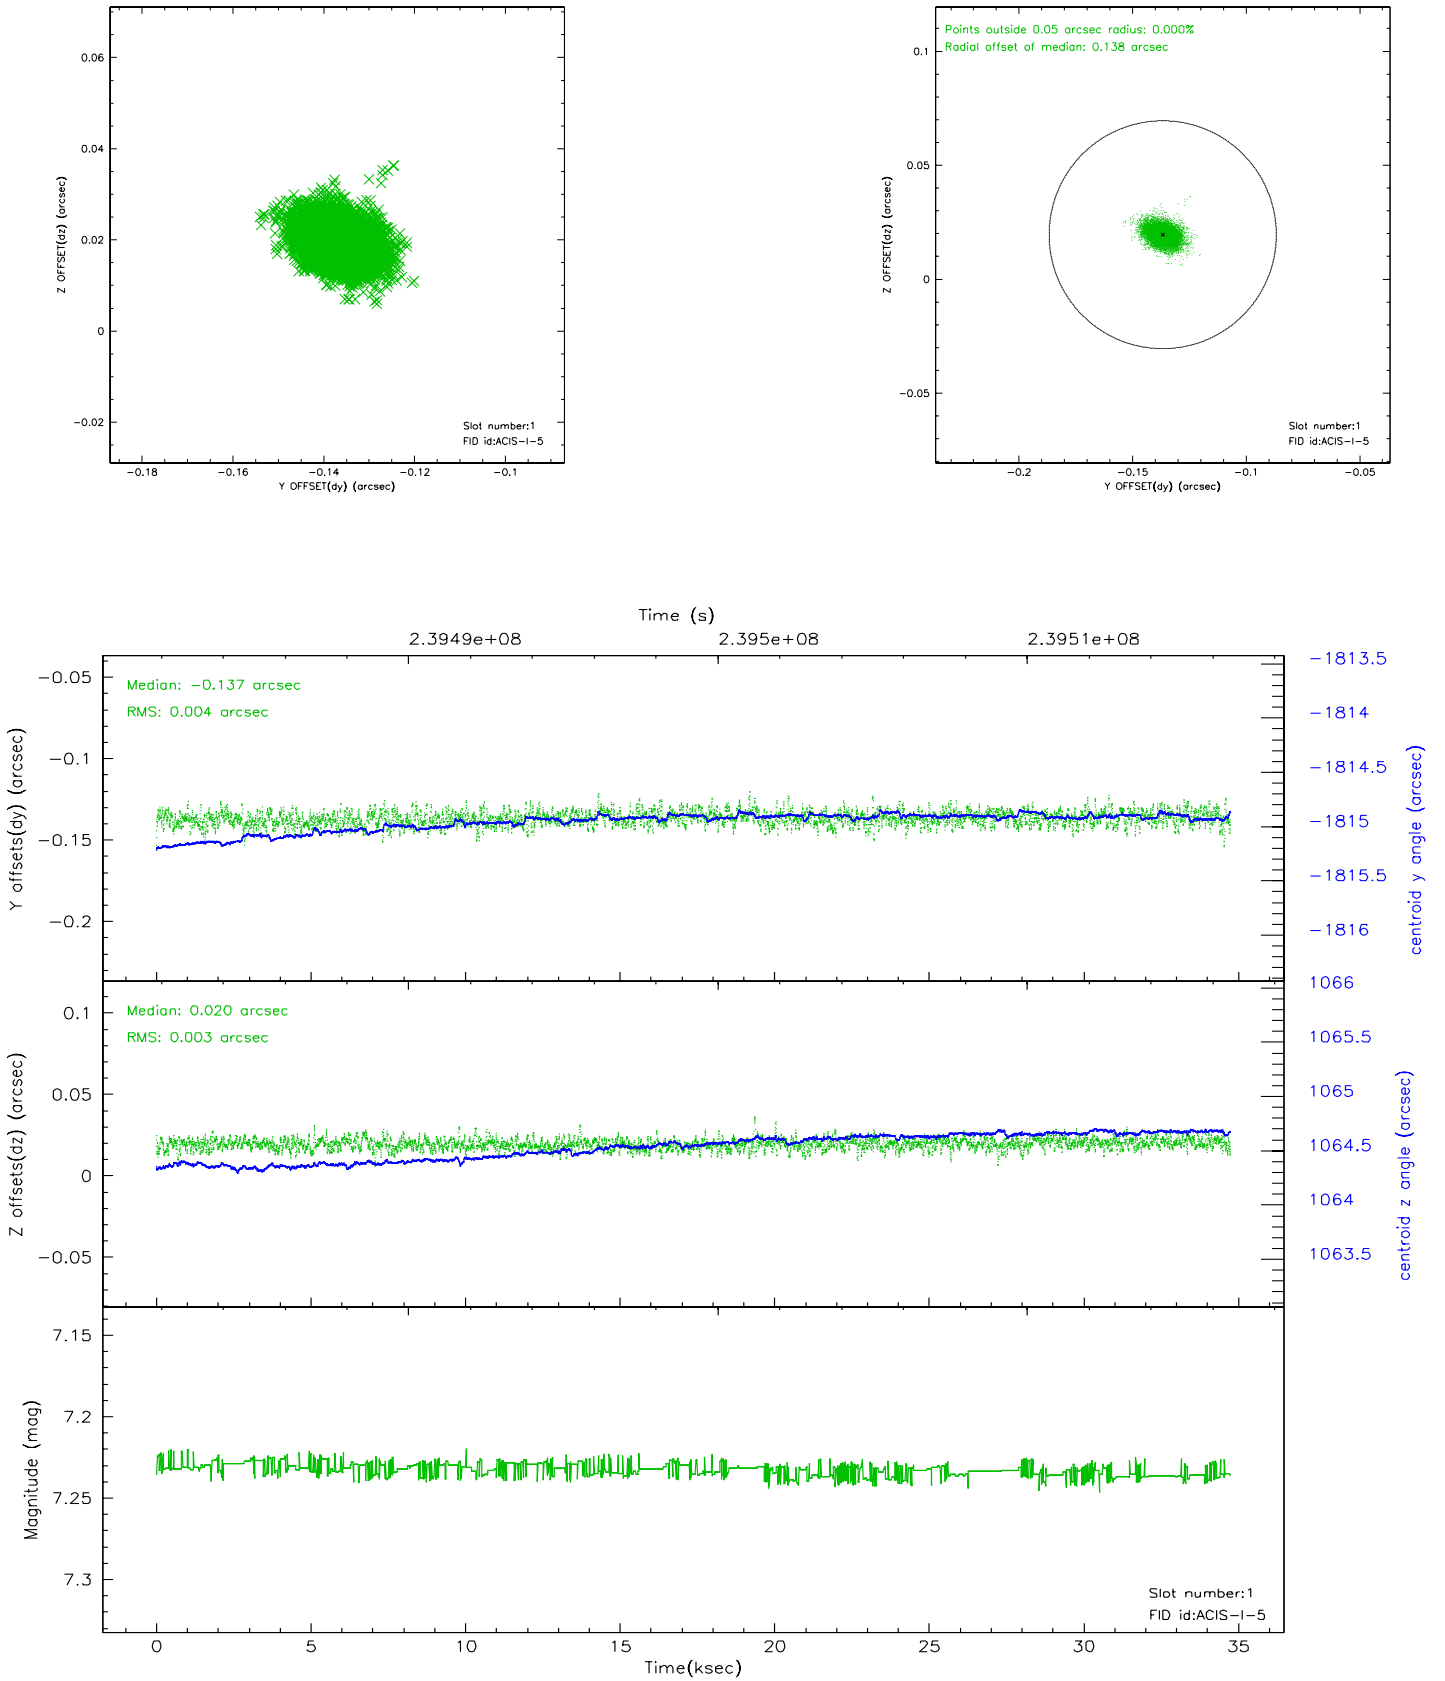 0.06
0.04
0.02
0
-0.02
Z OFFSET(dz) (arcsec)
Slot number:1
FID id:ACIS-I-5
-0.18 -0.16 -0.14 -0.12 -0.1
Y OFFSET(dy) (arcsec)
Points outside 0.05 arcsec radius: 0.000%
Radial offset of median: 0.138 arcsec
0.1
0.05
0
-0.05
Z OFFSET(dz) (arcsec)
Slot number:1
FID id:ACIS-I-5
-0.2 -0.15 -0.1 -0.05
Y OFFSET(dy) (arcsec)
Time (s)
2.3949e+08 2.395e+08 2.3951e+08
Median: -0.137 arcsec
RMS: 0.004 arcsec
-0.05
-0.1
-0.15
-0.2
Y offsets(dy) (arcsec)
-1813.5
-1814
-1814.5
-1815
-1815.5
-1816
centroid y angle (arcsec)
Median: 0.020 arcsec
RMS: 0.003 arcsec
0.1
0.05
0
-0.05
Z offsets(dz) (arcsec)
1066
1065.5
1065
1064.5
1064
1063.5
centroid z angle (arcsec)
7.15
7.2
7.25
7.3
Magnitude (mag)
Slot number:1
FID id:ACIS-I-5
0 5 10 15 20 25 30 35
Time(ksec)